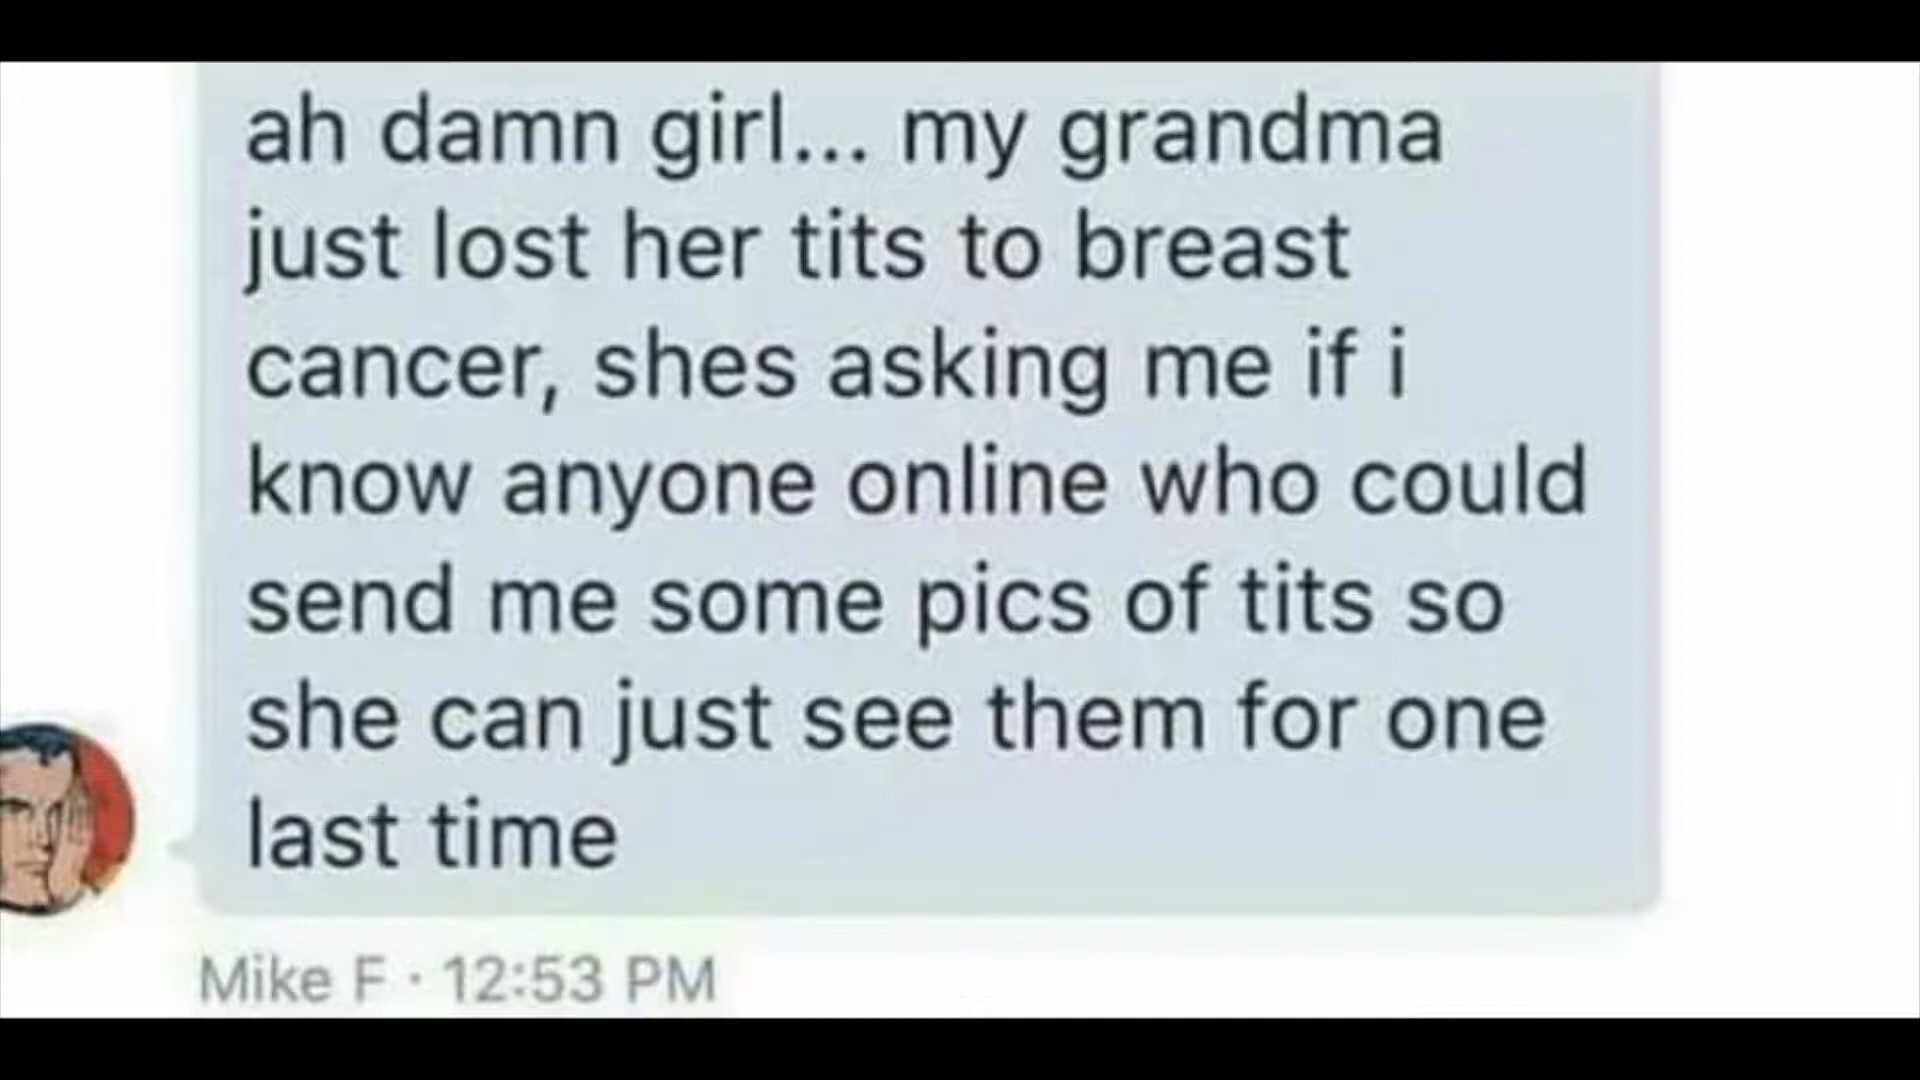 ah damn girl... my grandma
just lost her tits to breast
cancer, shes asking me if i
know anyone online who could
send me some pics of tits so
she can just see them for one
last time
Mike F · 12:53 PM